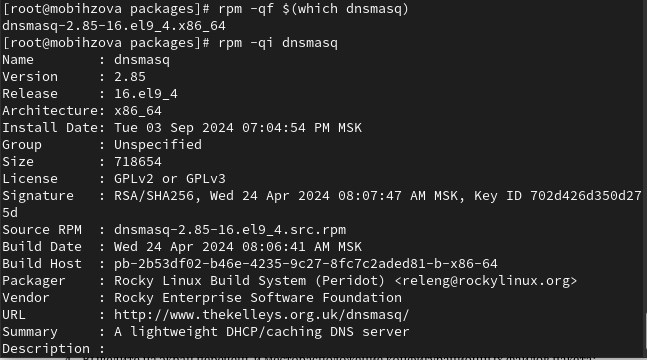 [root@mobihzova packages]# rpm -qf $(which dnsmasq)
dnsmasq-2.85-16.el9_4.x86_64
[root@mobihzova packages]# rpm -qi dnsmasq
Name        : dnsmasq
Version     : 2.85
Release     : 16.el9_4
Architecture: x86_64
Install Date: Tue 03 Sep 2024 07:04:54 PM MSK
Group       : Unspecified
Size        : 718654
License     : GPLv2 or GPLv3
Signature   : RSA/SHA256, Wed 24 Apr 2024 08:07:47 AM MSK, Key ID 702d426d350d27
5d
Source RPM  : dnsmasq-2.85-16.el9_4.src.rpm
Build Date  : Wed 24 Apr 2024 08:06:41 AM MSK
Build Host  : pb-2b53df02-b46e-4235-9c27-8fc7c2aded81-b-x86-64
Packager    : Rocky Linux Build System (Peridot) <releng@rockylinux.org>
Vendor      : Rocky Enterprise Software Foundation
URL         : http://www.thekelleys.org.uk/dnsmasq/
Summary     : A lightweight DHCP/caching DNS server
Description :